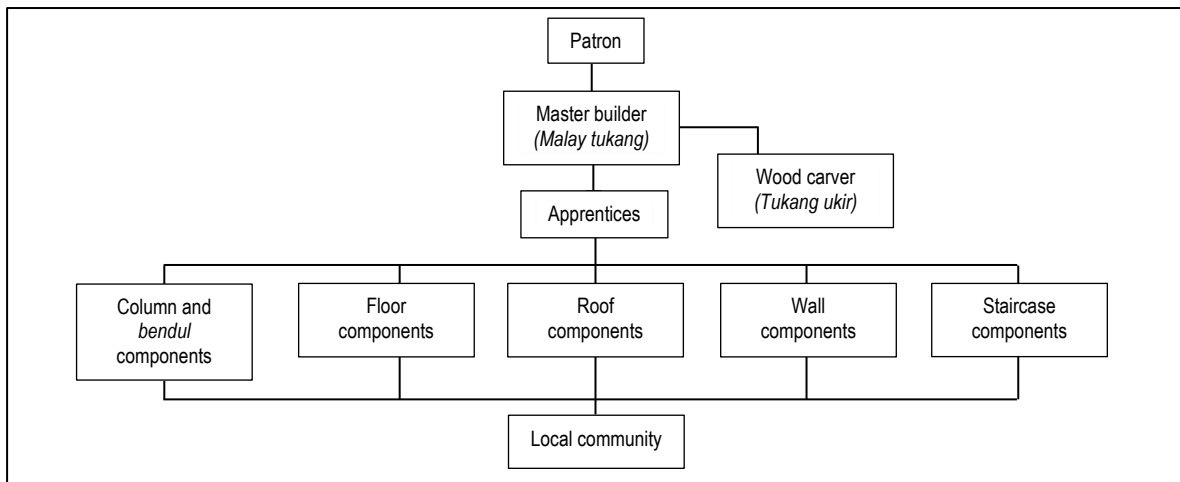 Patron
Master builder
(Malay tukang)
Wood carver
(Tukang ukir)
Apprentices
Column and
bendul
components
Floor
components
Roof
components
Wall
components
Staircase
components
Local community